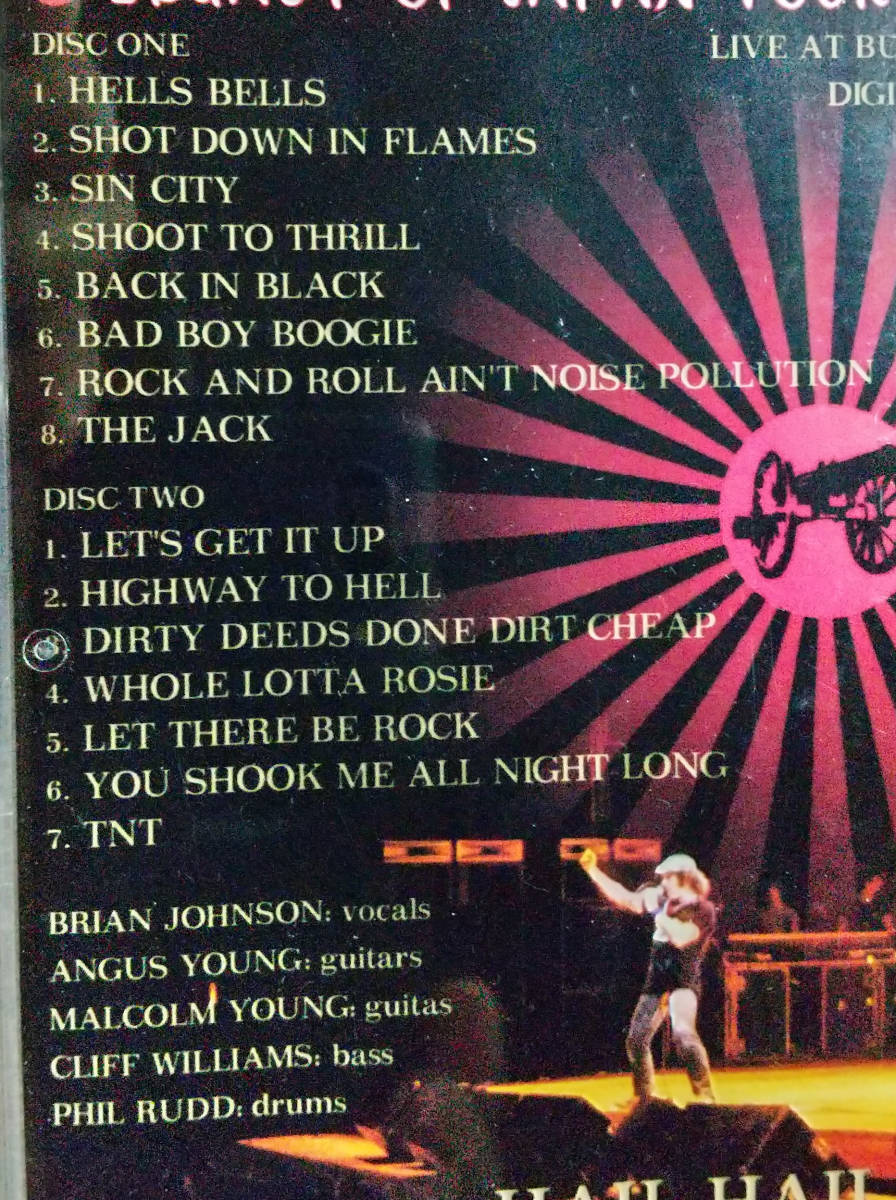 DISC ONE
LIVE AT BU
1. HELLS BELLS
DIGI
2. SHOT DOWN IN FLAMES
3. SIN CITY
4. SHOOT TO THRILL
5. BACK IN BLACK
6. BAD BOY BOOGIE
7. ROCK AND ROLL AIN'T NOISE POLLUTION
8. THE JACK
DISC TWO
1. LET'S GET IT UP
2. HIGHWAY TO HELL
DIRTY DEEDS DONE DIRT CHEAP
4. WHOLE LOTTA ROSIE
5. LET THERE BE ROCK
6. YOU SHOOK ME ALL NIGHT LONG
7. TNT
BRIAN JOHNSON: vocals
ANGUS YOUNG: guitars
MALCOLM YOUNG: guitas
CLIFF WILLIAMS: bass
PHIL RUDD: drums